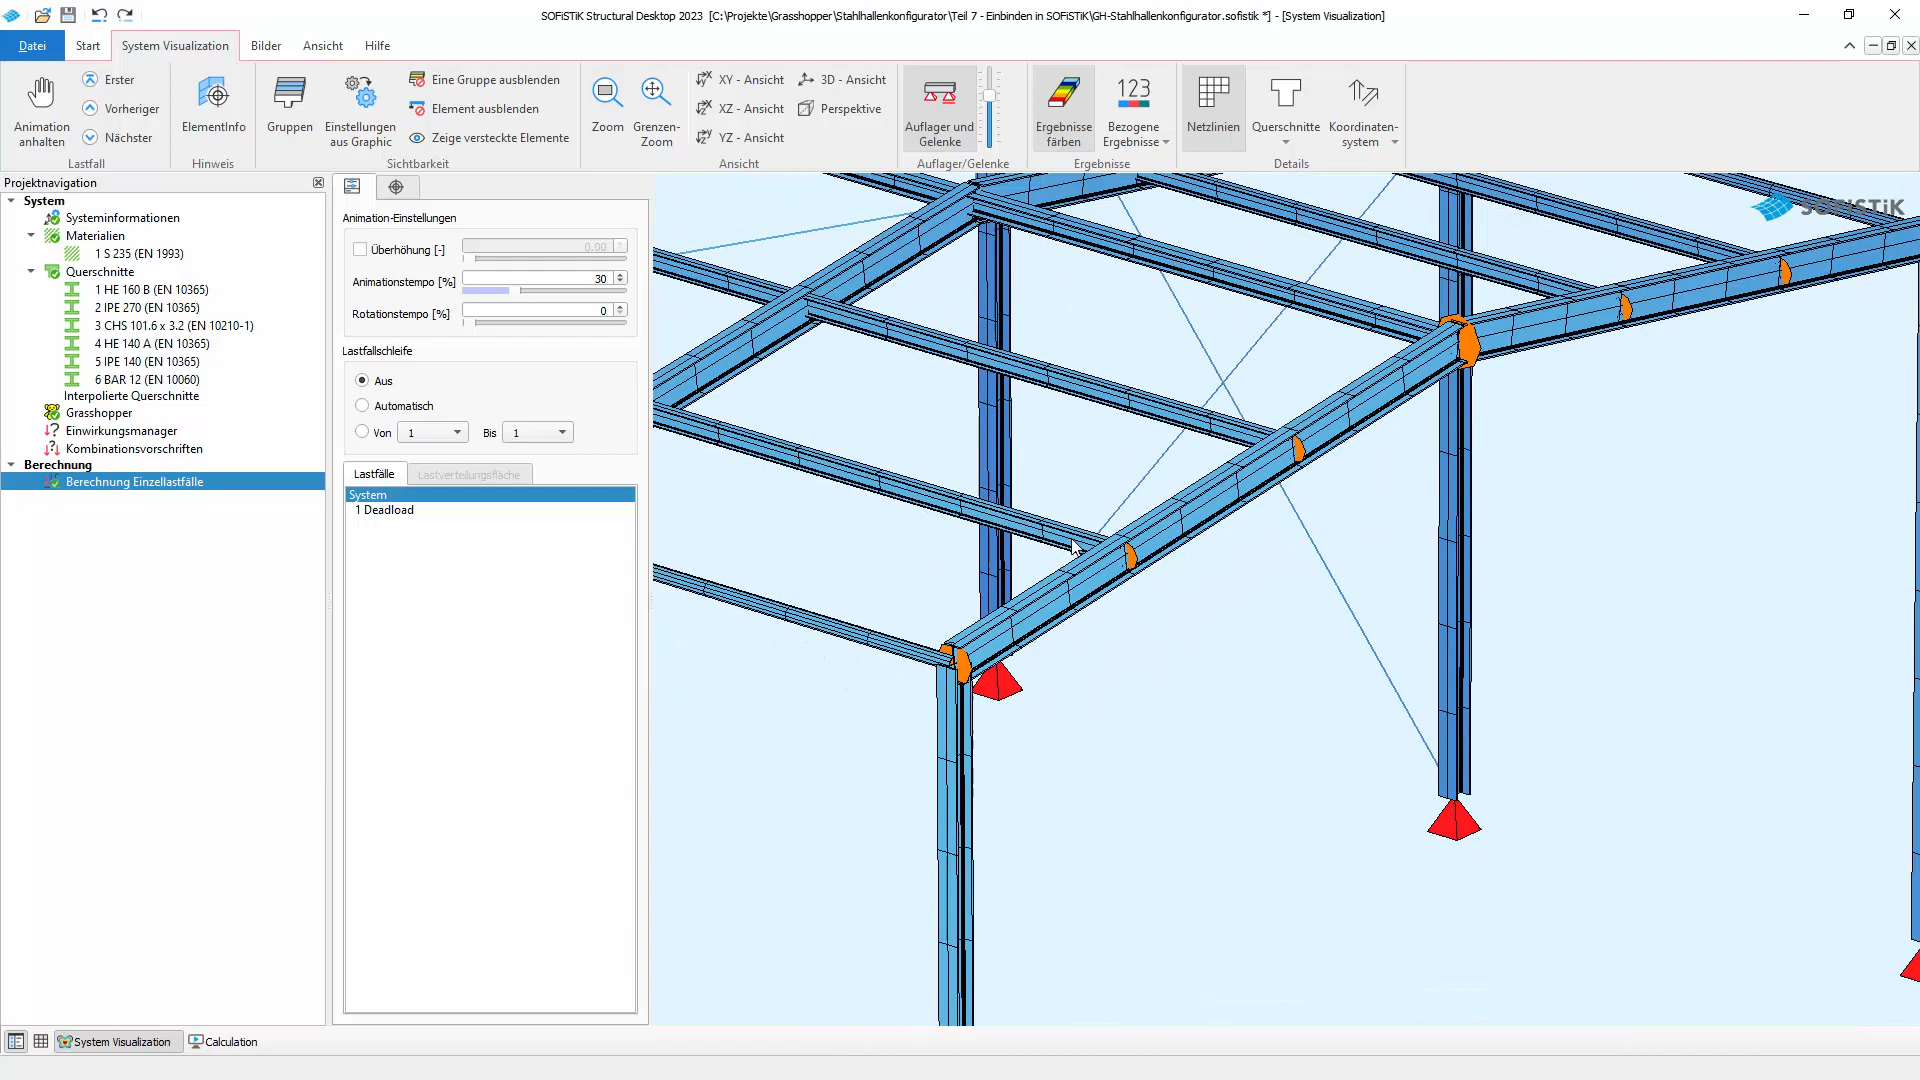 SOFiSTiK Structural Desktop 2023 [C:\Projekte\Grasshopper\Stahlhallenkonfigurator\Teil 7 - Einbinden in SOFiSTiK\GH-Stahlhallenkonfigurator.sofistik *] - [System Visualization]
Datei Start System Visualization Bilder Ansicht Hilfe
Animation anhalten
Erster
Vorheriger
Nächster
Lastfall
ElementInfo
Hinweis
Gruppen
Einstellungen aus Graphic
Eine Gruppe ausblenden
Element ausblenden
Zeige versteckte Elemente
Sichtbarkeit
Zoom
Grenzen-Zoom
XY - Ansicht
XZ - Ansicht
YZ - Ansicht
3D - Ansicht
Perspektive
Ansicht
Auflager und Gelenke
Auflager/Gelenke
Ergebnisse färben
123
Bezogene Ergebnisse
Ergebnisse
Netzlinien
Querschnitte
Koordinaten-system
Details
Projektnavigation
System
Systeminformationen
Materialien
1 S 235 (EN 1993)
Querschnitte
1 HE 160 B (EN 10365)
2 IPE 270 (EN 10365)
3 CHS 101.6 x 3.2 (EN 10210-1)
4 HE 140 A (EN 10365)
5 IPE 140 (EN 10365)
6 BAR 12 (EN 10060)
Interpolierte Querschnitte
Grasshopper
Einwirkungsmanager
Kombinationsvorschriften
Berechnung
Berechnung Einzellastfälle
Animation-Einstellungen
Überhöhung [-] 0.00
Animationstempo [%] 30
Rotationstempo [%] 0
Lastfallschleife
Aus
Automatisch
Von 1 Bis 1
Lastfälle Lastverteilungsfläche
System
1 Deadload
SOFiSTiK
System Visualization Calculation